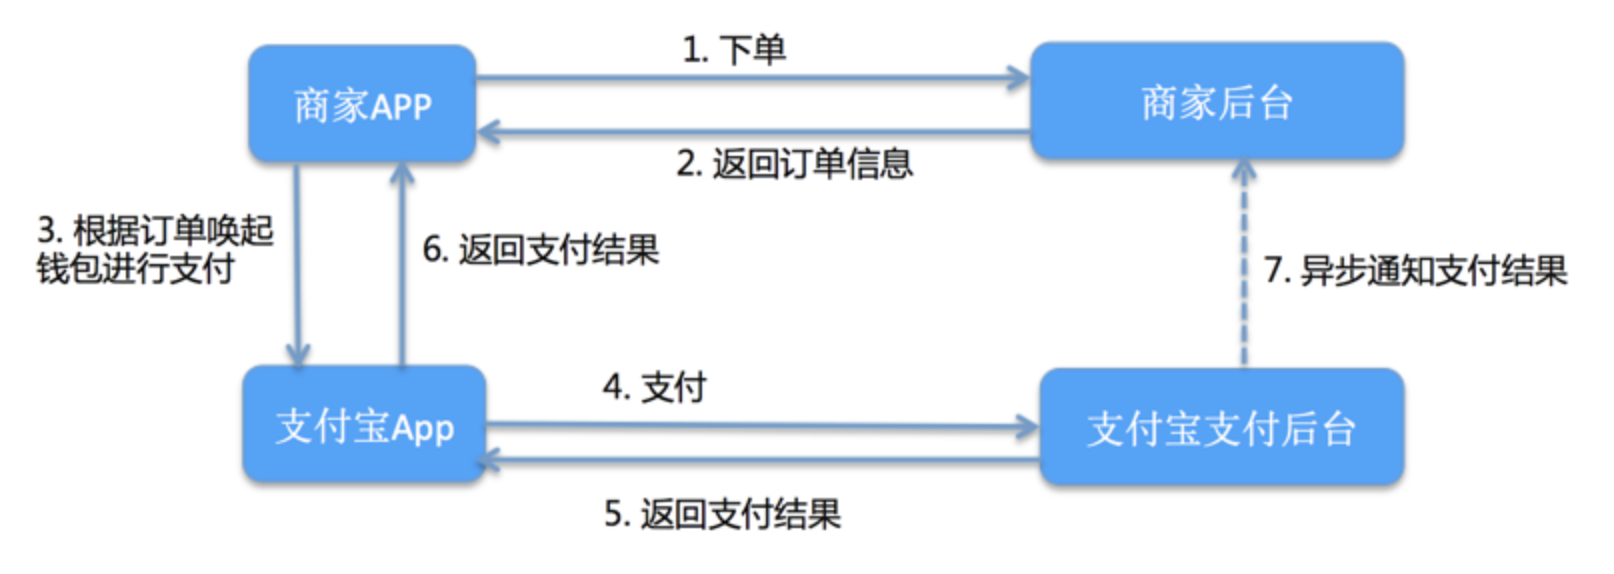 1. 下单
商家APP
商家后台
2. 返回订单信息
3. 根据订单唤起
钱包进行支付
6. 返回支付结果
7. 异步通知支付结果
4. 支付
支付宝App
支付宝支付后台
5. 返回支付结果